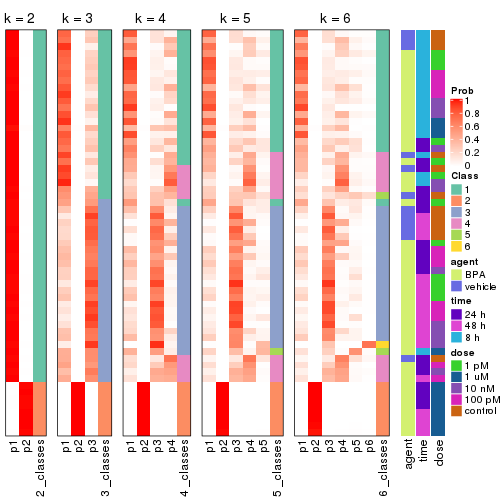 k = 2 k = 3 k = 4 k = 5 k = 6
p1 p2 2_classes p1 p2 p3 3_classes p1 p2 p3 p4 4_classes p1 p2 p3 p4 p5 5_classes p1 p2 p3 p4 p5 p6 6_classes agent time dose
Prob
1
0.8
0.6
0.4
0.2
0
Class
1
2
3
4
5
6
agent
BPA
vehicle
time
24 h
48 h
8 h
dose
1 pM
1 uM
10 nM
100 pM
control